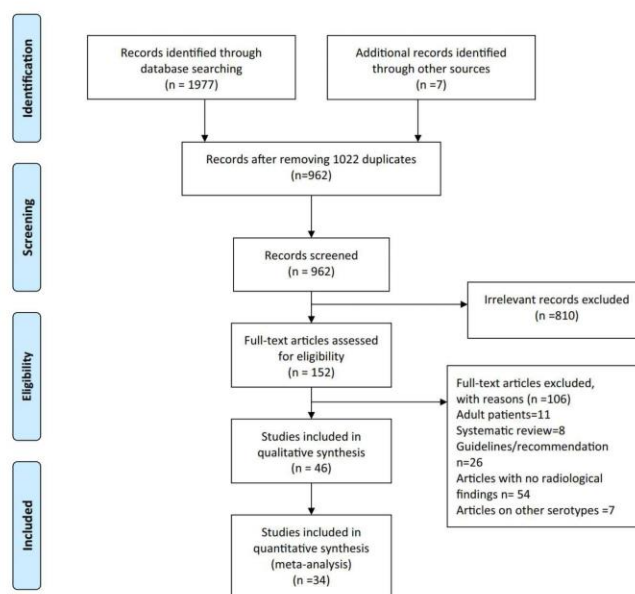 Identification
Records identified through
database searching
(n = 1977)
Additional records identified
through other sources
(n =7)
Records after removing 1022 duplicates
(n=962)
Screening
Records screened
(n = 962)
Irrelevant records excluded
(n =810)
Eligibility
Full-text articles assessed
for eligibility
(n = 152)
Full-text articles excluded,
with reasons (n =106)
Adult patients=11
Systematic review=8
Guidelines/recommendation
n=26
Articles with no radiological
findings n= 54
Articles on other serotypes =7
Studies included in
qualitative synthesis
(n = 46)
Included
Studies included in
quantitative synthesis
(meta-analysis)
(n =34)